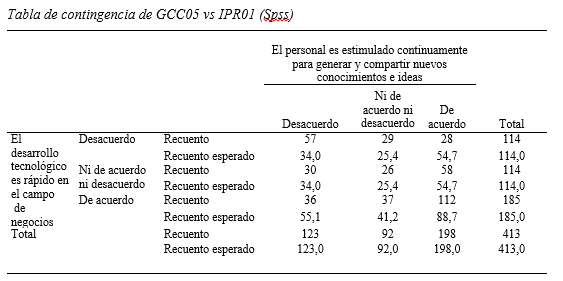 Tabla de contingencia de GCC05 vs IPR01 (Spss)
El personal es estimulado continuamente
para generar y compartir nuevos
conocimientos e ideas
Ni de
acuerdo ni De
Desacuerdo desacuerdo acuerdo Total
El Desacuerdo Recuento 57 29 28 114
desarrollo Recuento esperado 34,0 25,4 54,7 114,0
tecnológico Ni de acuerdo Recuento 30 26 58 114
es rápido en ni desacuerdo Recuento esperado 34,0 25,4 54,7 114,0
el campo De acuerdo Recuento 36 37 112 185
de
negocios Recuento esperado 55,1 41,2 88,7 185,0
Total Recuento 123 92 198 413
Recuento esperado 123,0 92,0 198,0 413,0